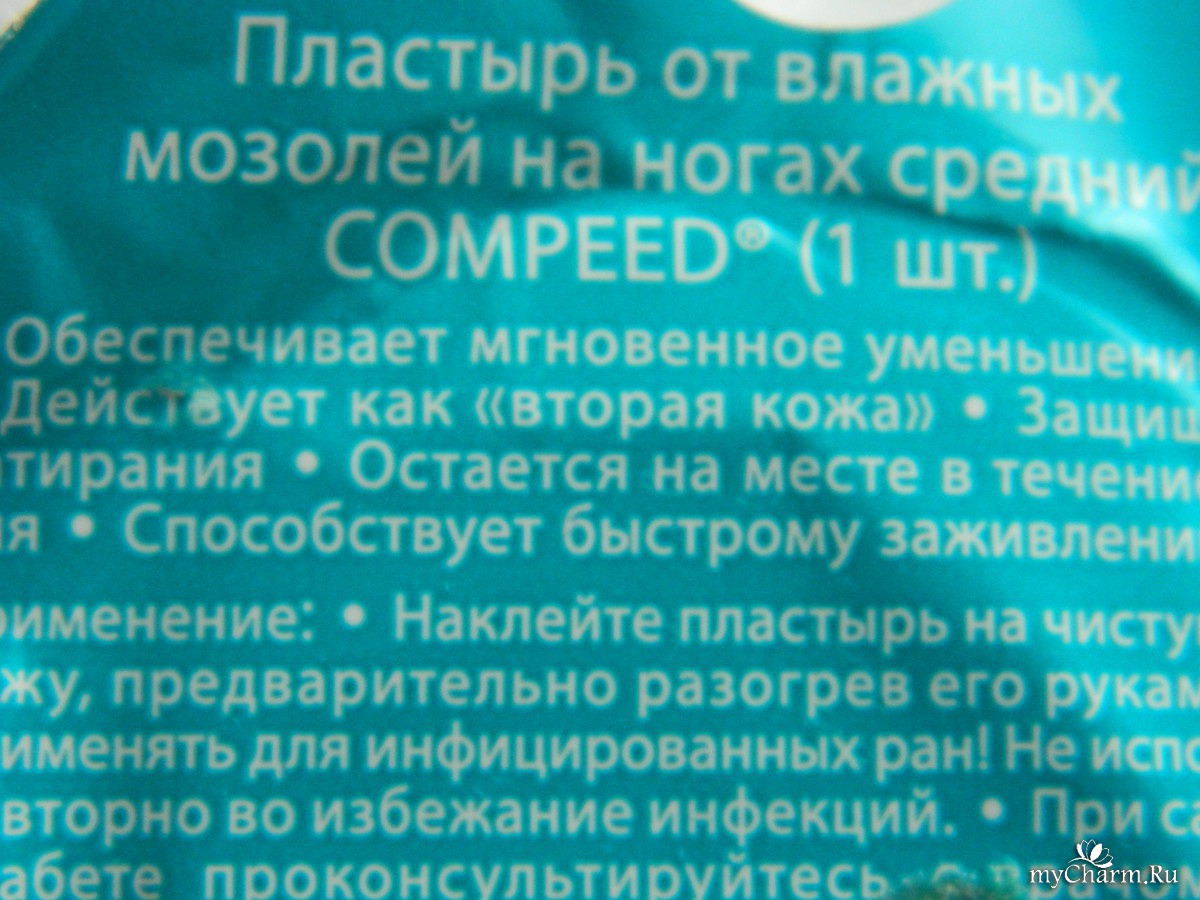 Пластырь от влажных
мозолей на ногах средний
COMPEED® (1 шт.)
Обеспечивает мгновенное уменьшени
Действует как «вторая кожа» • Защищ
тирания • Остается на месте в течени
ия • Способствует быстрому заживлени
рименение: • Наклейте пластырь на чисту
жу, предварительно разогрев его рукам
именять для инфицированных ран! Не испо
вторно во избежание инфекций. • При са
абете проконсультируйтесь с врачом
myCharm.Ru